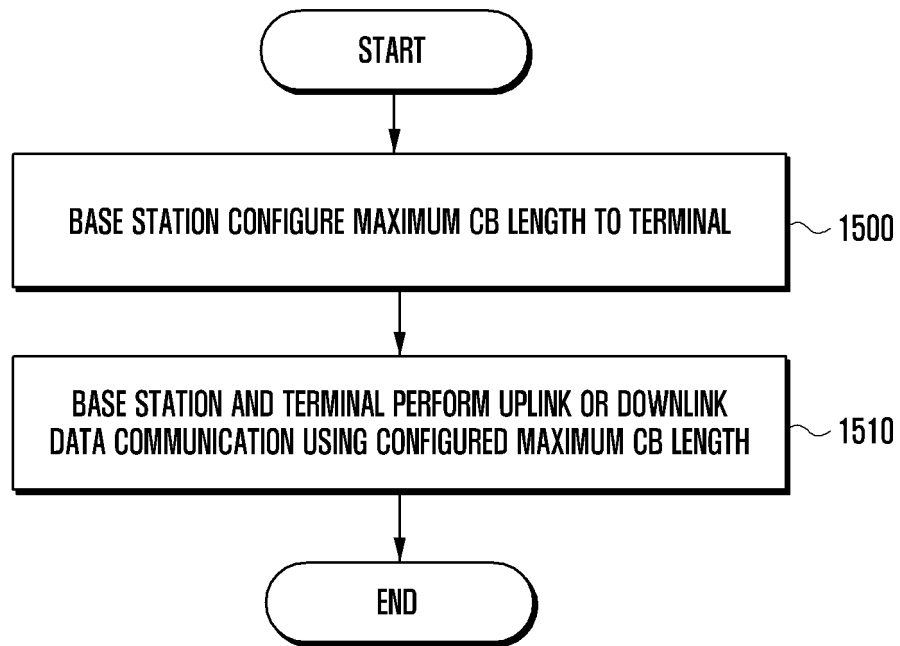 START
BASE STATION CONFIGURE MAXIMUM CB LENGTH TO TERMINAL
1500
BASE STATION AND TERMINAL PERFORM UPLINK OR DOWNLINK
DATA COMMUNICATION USING CONFIGURED MAXIMUM CB LENGTH
1510
END